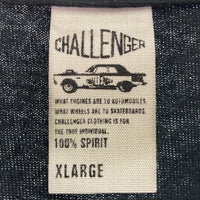 CHALLENGER
WHAT ENGINES ARE TO AUTOMOBILES.
WHAT WHEELS ARE TO SKATEBOARDS.
CHALLENGER CLOTHING IS FOR
THE TRUE INDIVIDUAL.
100% SPIRIT
XLARGE